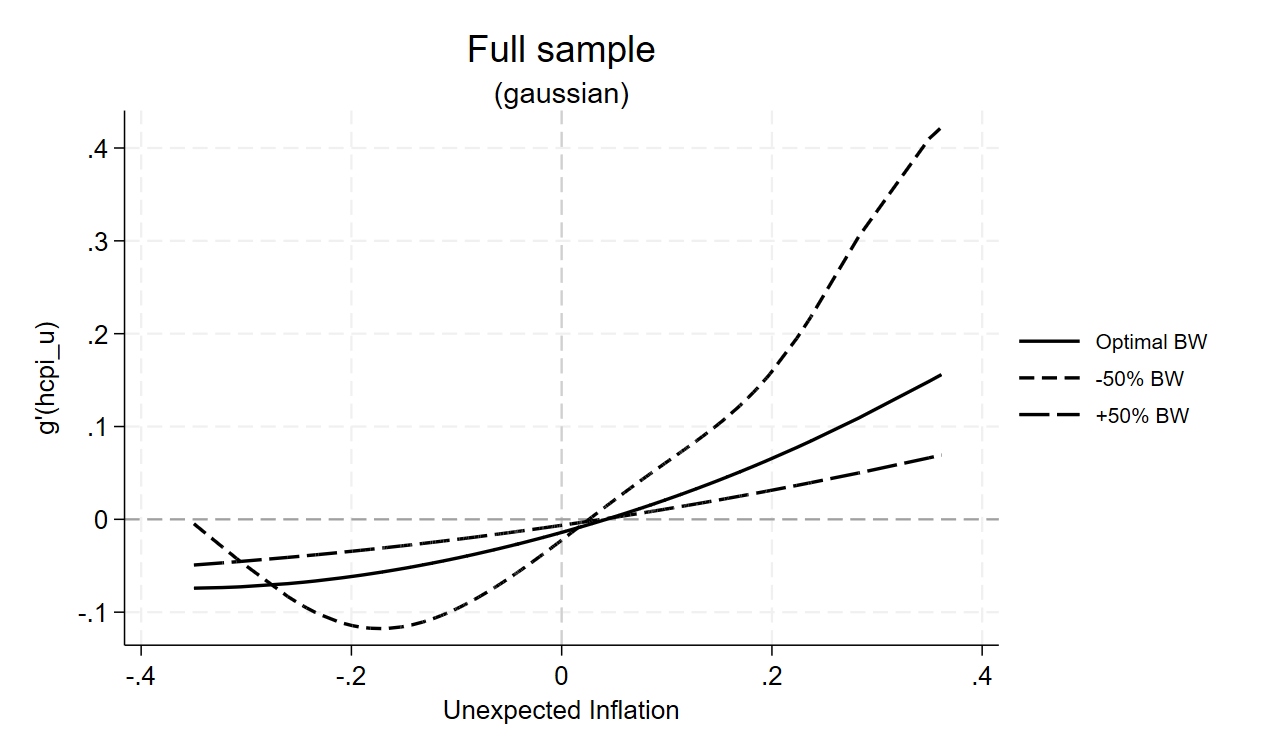 Full sample
(gaussian)
g'(hcpi_u)
.4
.3
.2
.1
0
-.1
-.4
-.2
0
.2
.4
Unexpected Inflation
Optimal BW
-50% BW
+50% BW